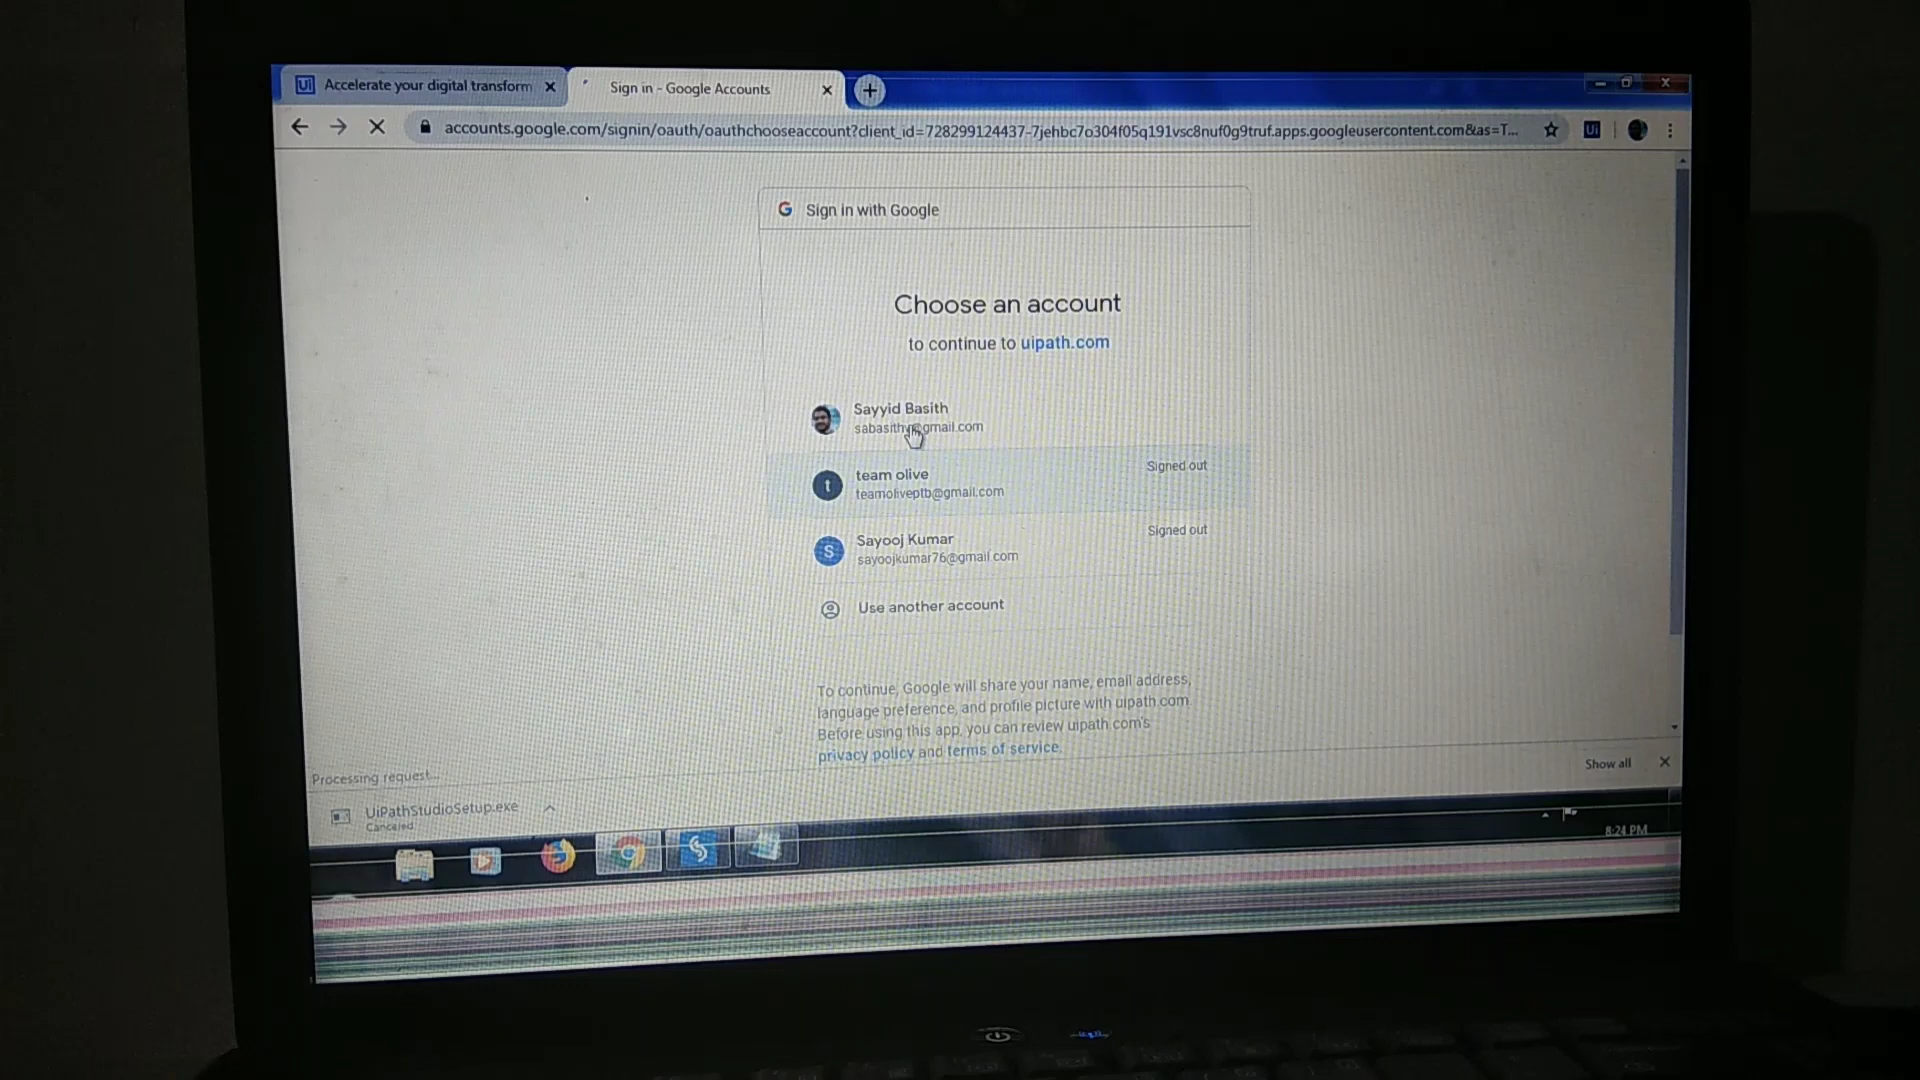 Accelerate your digital transform
Sign in - Google Accounts
accounts.google.com/signin/oauth/oauthchooseaccount?client_id=728299124437-7jehbc7o304f05q191vsc8nuf0g9truf.apps.googleusercontent.com&as=T...
Sign in with Google
Choose an account
to continue to uipath.com
Sayyid Basith
gmail.com
team olive
Signed out
teamoliveptb@gmail.com
Sayooj Kumar
Signed out
sayoojkumar76@gmail.com
Use another account
To continue, Google will share your name, email address,
language preference, and profile picture with uipath.com.
Before using this app, you can review uipath.com's
privacy policy and terms of service.
Processing request...
UiPathStudioSetup.exe
Canceled
Show all
8:24 PM